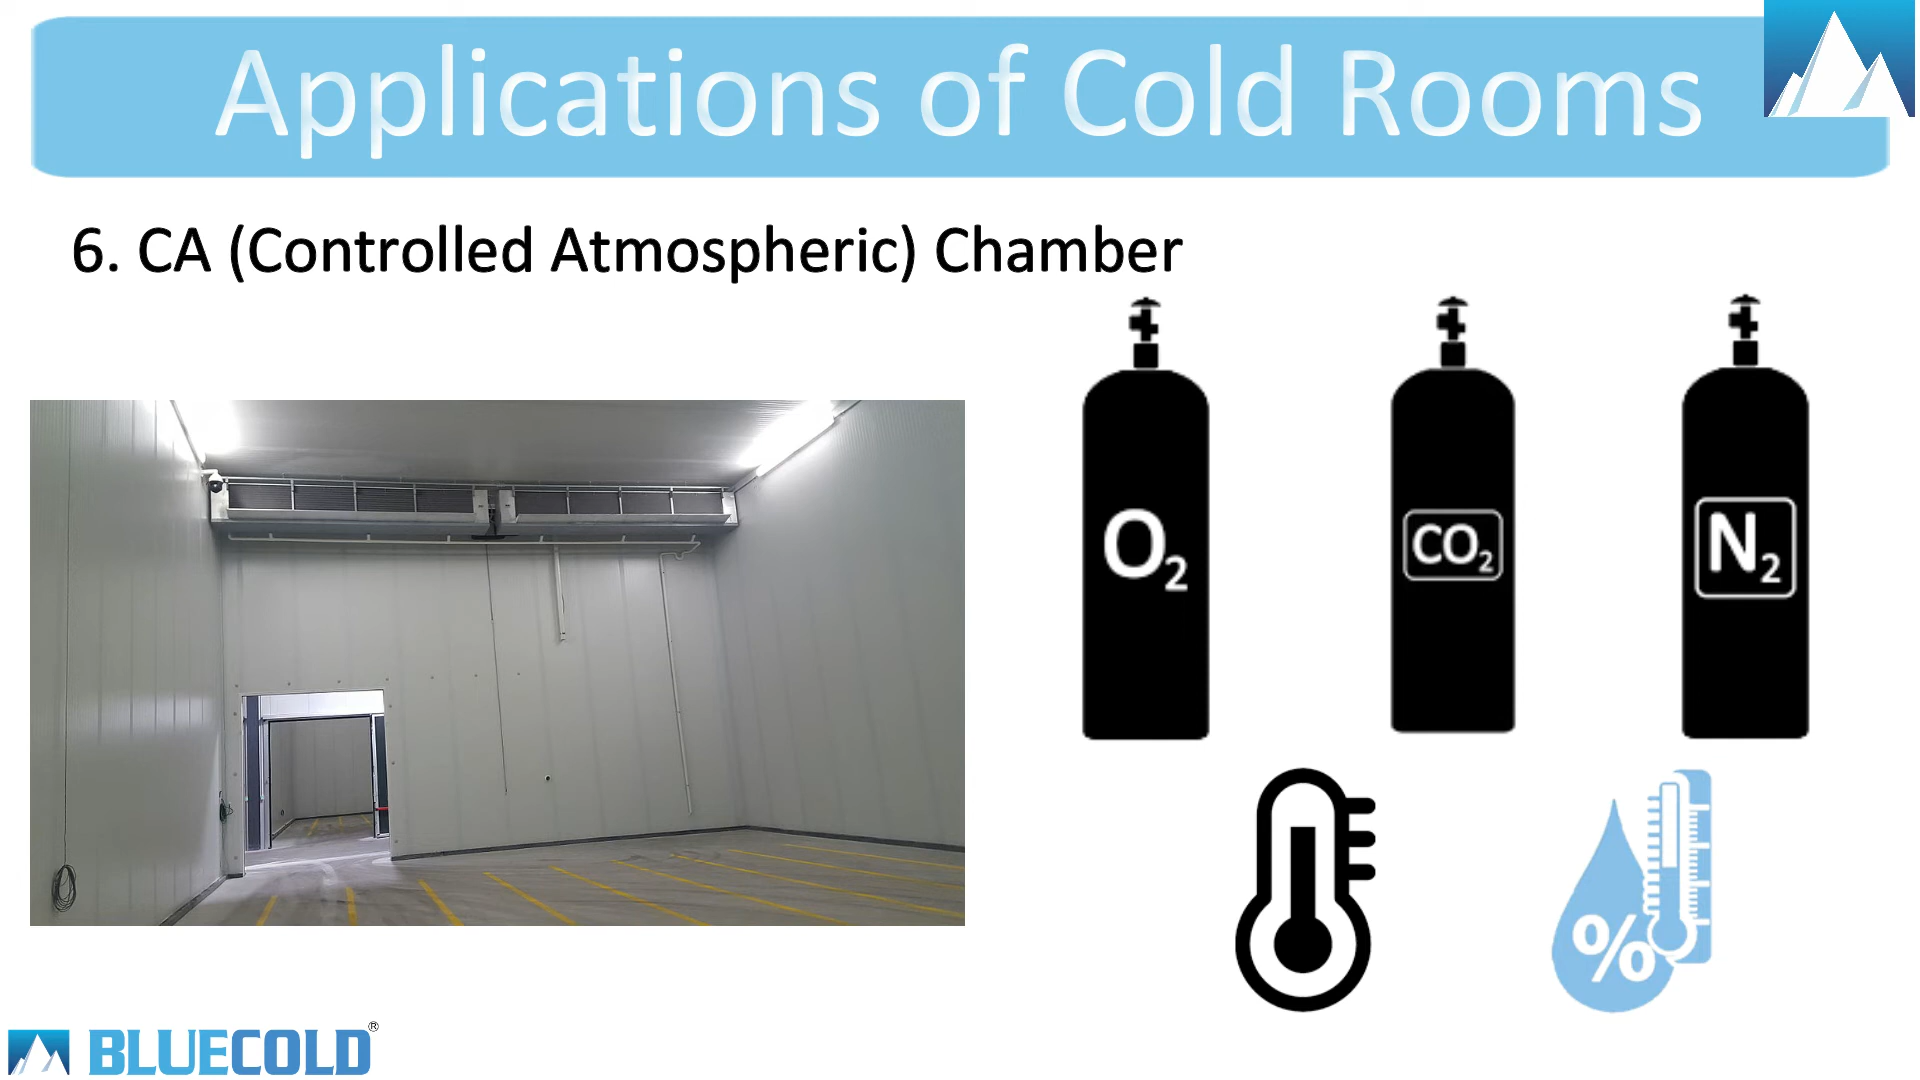 Applications of Cold Rooms
6. CA (Controlled Atmospheric) Chamber
O₂
CO₂
N₂
%
BLUECOLD®